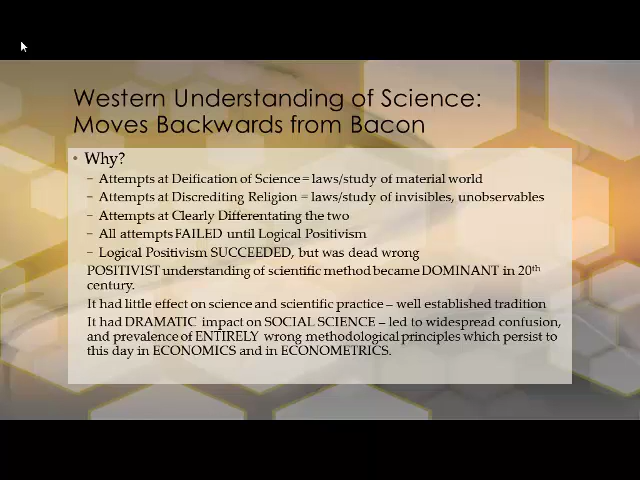 Western Understanding of Science:
Moves Backwards from Bacon
• Why?
– Attempts at Deification of Science = laws/study of material world
– Attempts at Discrediting Religion = laws/study of invisibles, unobservables
– Attempts at Clearly Differentating the two
– All attempts FAILED until Logical Positivism
– Logical Positivism SUCCEEDED, but was dead wrong
POSITIVIST understanding of scientific method became DOMINANT in 20th
century.
It had little effect on science and scientific practice – well established tradition
It had DRAMATIC impact on SOCIAL SCIENCE – led to widespread confusion,
and prevalence of ENTIRELY wrong methodological principles which persist to
this day in ECONOMICS and in ECONOMETRICS.